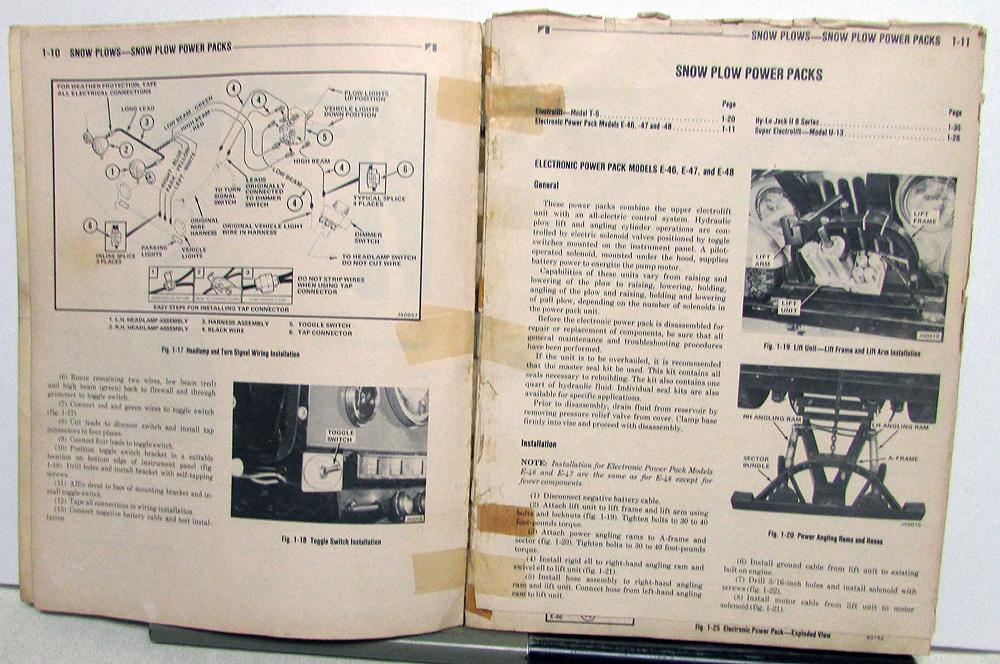 1-10 SNOW PLOWS—SNOW PLOW POWER PACKS
FOR WEATHER PROTECTION, TAPE
ALL ELECTRICAL CONNECTIONS
LONG LEAD
LOW BEAM - GREEN
HIGH BEAM
RED
PLOW LIGHTS
UP POSITION
VEHICLE LIGHTS
DOWN POSITION
HIGH BEAM
LOW BEAM
TO TURN
SIGNAL
SWITCH
LEADS
ORIGINALLY
CONNECTED
TO DIMMER
SWITCH
TYPICAL SPLICE
4 PLACES
ORIGINAL
WIRE
HARNESS
ORIGINAL VEHICLE LIGHT
WIRE IN HARNESS
DIMMER
SWITCH
PARKING
LIGHTS
VEHICLE
LIGHTS
TO HEADLAMP SWITCH
DO NOT CUT WIRE
INLINE SPLICE
3 PLACES
DO NOT STRIP WIRES
WHEN USING TAP
CONNECTOR
EASY STEPS FOR INSTALLING TAP CONNECTOR
J50037
1. L.H. HEADLAMP ASSEMBLY
2. R.H. HEADLAMP ASSEMBLY
3. HARNESS ASSEMBLY
4. BLACK WIRE
5. TOGGLE SWITCH
6. TAP CONNECTOR
Fig. 1-17 Headlamp and Turn Signal Wiring Installation
(6) Route remaining two wires, low beam (red)
and high beam (green) back to firewall and through
grommet to toggle switch.
(7) Connect red and green wires to toggle switch
(fig. 1-17).
(8) Cut leads to dimmer switch and install tap
connectors in four places.
(9) Connect four leads to toggle switch.
(10) Position toggle switch bracket in a suitable
location on bottom edge of instrument panel (fig.
1-18). Drill holes and install bracket with self-tapping
screws.
(11) Affix decal to face of mounting bracket and in-
stall toggle switch.
(12) Tape all connections in wiring installation.
(13) Connect negative battery cable and test instal-
lation.
TOGGLE
SWITCH
Fig. 1-18 Toggle Switch Installation
SNOW PLOWS—SNOW PLOW POWER PACKS 1-11
SNOW PLOW POWER PACKS
Page
Electrolift—Model T-6 1-20
Electronic Power Pack Models E-46, -47 and -48 1-11
Page
Hy-Lo Jack II B Series 1-35
Super Electrolift—Model U-13 1-26
ELECTRONIC POWER PACK MODELS E-46, E-47, and E-48
General
These power packs combine the upper electrolift
unit with an all-electric control system. Hydraulic
plow lift and angling cylinder operations are con-
trolled by electric solenoid valves positioned by toggle
switches mounted on the instrument panel. A pilot-
operated solenoid, mounted under the hood, supplies
battery power to energize the pump motor.
Capabilities of these units vary from raising and
lowering of the plow to raising, lowering, holding,
angling of the plow and raising, holding and lowering
of pull plow, depending on the number of solenoids in
the power pack unit.
Before the electronic power pack is disassembled for
repair or replacement of components, be sure that all
general maintenance and troubleshooting procedures
have been performed.
If the unit is to be overhauled, it is recommended
that the master seal kit be used. This kit contains all
seals necessary to rebuilding. The kit also contains one
quart of hydraulic fluid. Individual seal kits are also
available for specific applications.
Prior to disassembly, drain fluid from reservoir by
removing pressure relief valve from cover. Clamp base
firmly into vise and proceed with disassembly.
Installation
NOTE: Installation for Electronic Power Pack Models
E-46 and E-47 are the same as for E-48 except for
fewer components.
(1) Disconnect negative battery cable.
(2) Attach lift unit to lift frame and lift arm using
bolts and locknuts (fig. 1-19). Tighten bolts to 30 to 40
foot-pounds torque.
(3) Attach power angling rams to A-frame and
sector (fig. 1-20). Tighten bolts to 30 to 40 foot-pounds
torque.
(4) Install rigid ell to right-hand angling ram and
swivel ell to lift unit (fig. 1-21).
(5) Install hose assembly to right-hand angling
ram and lift unit. Connect hose from left-hand angling
ram to lift unit.
LIFT
FRAME
LIFT
ARM
LIFT
UNIT
J50015
Fig. 1-19 Lift Unit—Lift Frame and Lift Arm Installation
RH ANGLING RAM
LH ANGLING RAM
SECTOR
BUNDLE
A-FRAME
J50016
Fig. 1-20 Power Angling Rams and Hoses
(6) Install ground cable from lift unit to existing
bolt on engine.
(7) Drill 3/16-inch holes and install solenoid with
screws (fig. 1-22).
(8) Install motor cable from lift unit to motor
solenoid (fig. 1-21).
E-46
Fig. 1-25 Electronic Power Pack—Exploded View
60792